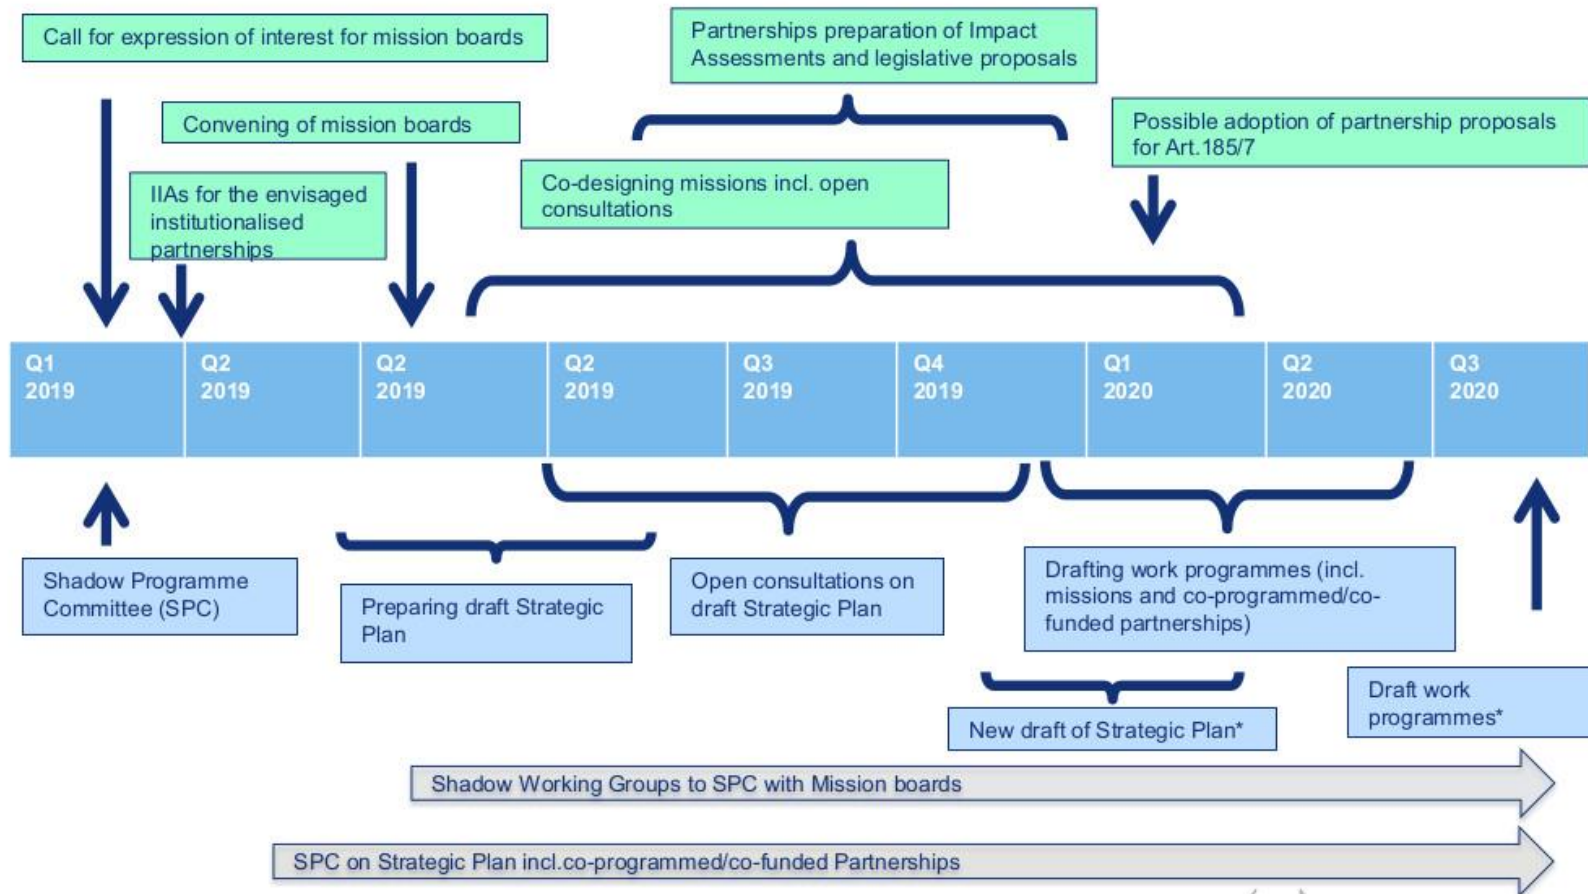 Call for expression of interest for mission boards
Partnerships preparation of Impact
Assessments and legislative proposals
Convening of mission boards
Possible adoption of partnership proposals
for Art.185/7
IIAs for the envisaged
institutionalised
partnerships
Co-designing missions incl. open
consultations
Q1
2019
Q2
2019
Q2
2019
Q2
2019
Q3
2019
Q4
2019
Q1
2020
Q2
2020
Q3
2020
Shadow Programme
Committee (SPC)
Preparing draft Strategic
Plan
Open consultations on
draft Strategic Plan
Drafting work programmes (incl.
missions and co-programmed/co-
funded partnerships)
New draft of Strategic Plan*
Draft work
programmes*
Shadow Working Groups to SPC with Mission boards
SPC on Strategic Plan incl.co-programmed/co-funded Partnerships